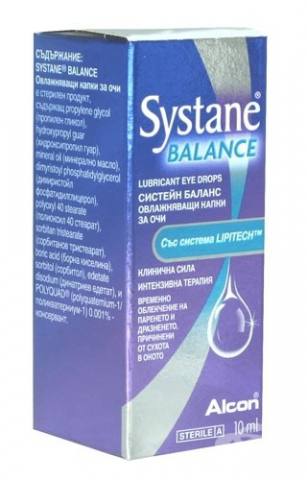 СЪДЪРЖАНИЕ:
SYSTANE® BALANCE
Овлажняващи капки за очи
е стерилен продукт,
съдържащ propylene glycol
(пропилен гликол),
hydroxypropyl guar
(хидроксипропил гуар),
mineral oil (минерално масло),
dimyristoyl phosphatidylglycerol
(димиристойл
фосфатидилглицерол),
polyoxyl 40 stearate
(полиоксил 40 стеарат),
sorbitan tristearate
(сорбитанов тристеарат),
boric acid (борна киселина),
sorbitol (сорбитол), edetate
disodium (динатриев едетат), и
POLYQUAD® (polyquaternium-1/
поликватерниум-1) 0.001% -
консервант.
Systane®
BALANCE
LUBRICANT EYE DROPS
СИСТЕЙН БАЛАНС
ОВЛАЖНЯВАЩИ КАПКИ
ЗА ОЧИ
Със система LIPITECH™
КЛИНИЧНА СИЛА
ИНТЕНЗИВНА ТЕРАПИЯ
ВРЕМЕННО
ОБЛЕКЧЕНИЕ НА
ПАРЕНЕТО И
ДРАЗНЕНЕТО,
ПРИЧИНЕНИ
ОТ СУХОТА
В ОКОТО
Alcon®
STERILE A 10 ml